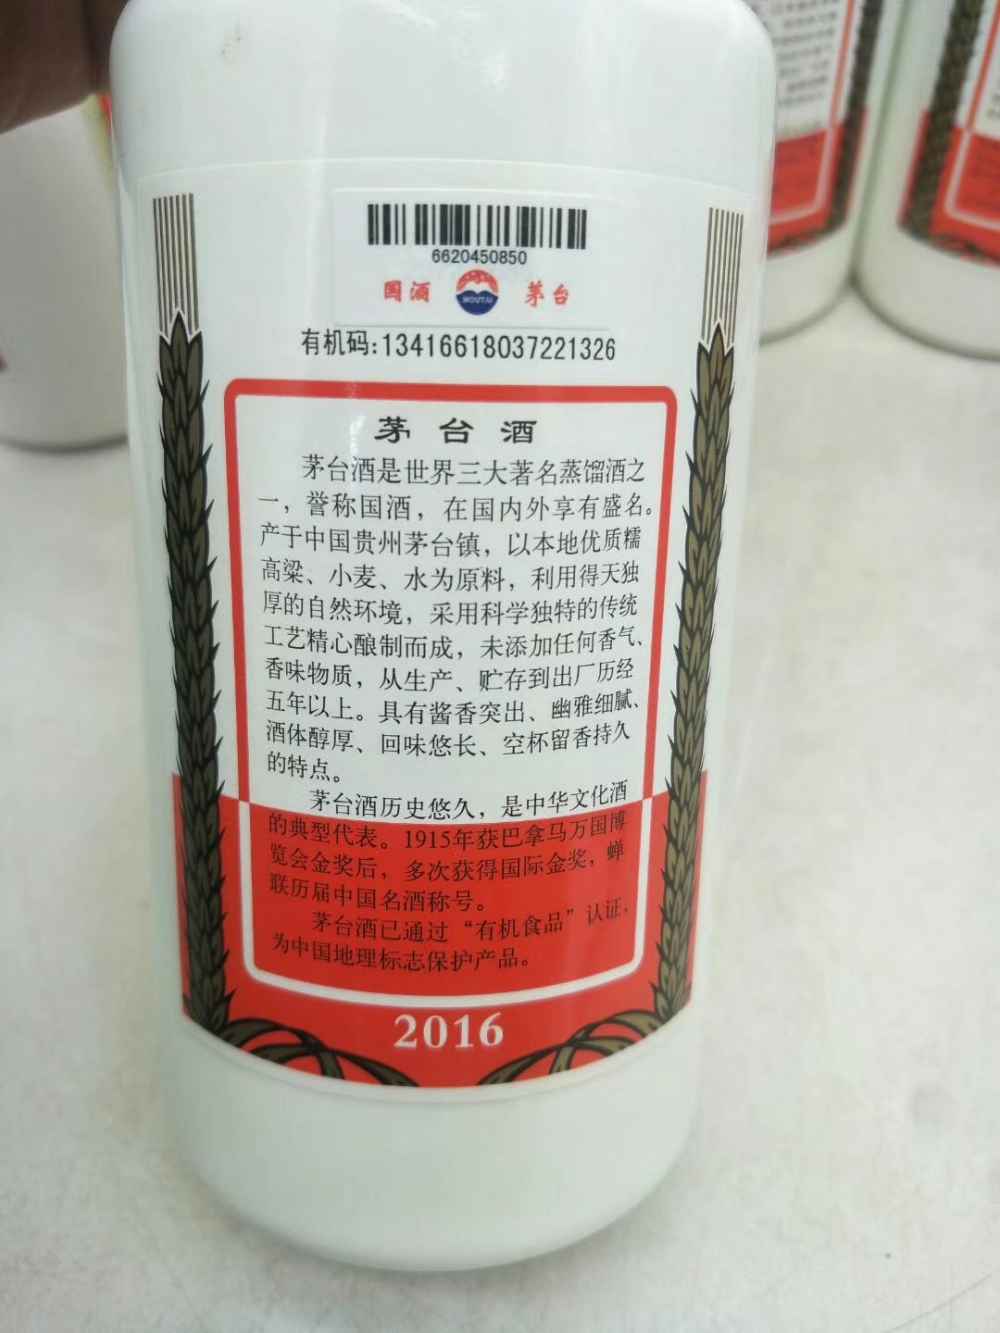 6620450850
国酒 MOUTAI 茅台
有机码:13416618037221326
茅台酒
茅台酒是世界三大著名蒸馏酒之
一，誉称国酒，在国内外享有盛名。
产于中国贵州茅台镇，以本地优质糯
高粱、小麦、水为原料，利用得天独
厚的自然环境，采用科学独特的传统
工艺精心酿制而成，未添加任何香气、
香味物质，从生产、贮存到出厂历经
五年以上。具有酱香突出、幽雅细腻、
酒体醇厚、回味悠长、空杯留香持久
的特点。
茅台酒历史悠久，是中华文化酒
的典型代表。1915年获巴拿马万国博
览会金奖后，多次获得国际金奖，蝉
联历届中国名酒称号。
茅台酒已通过“有机食品”认证，
为中国地理标志保护产品。
2016